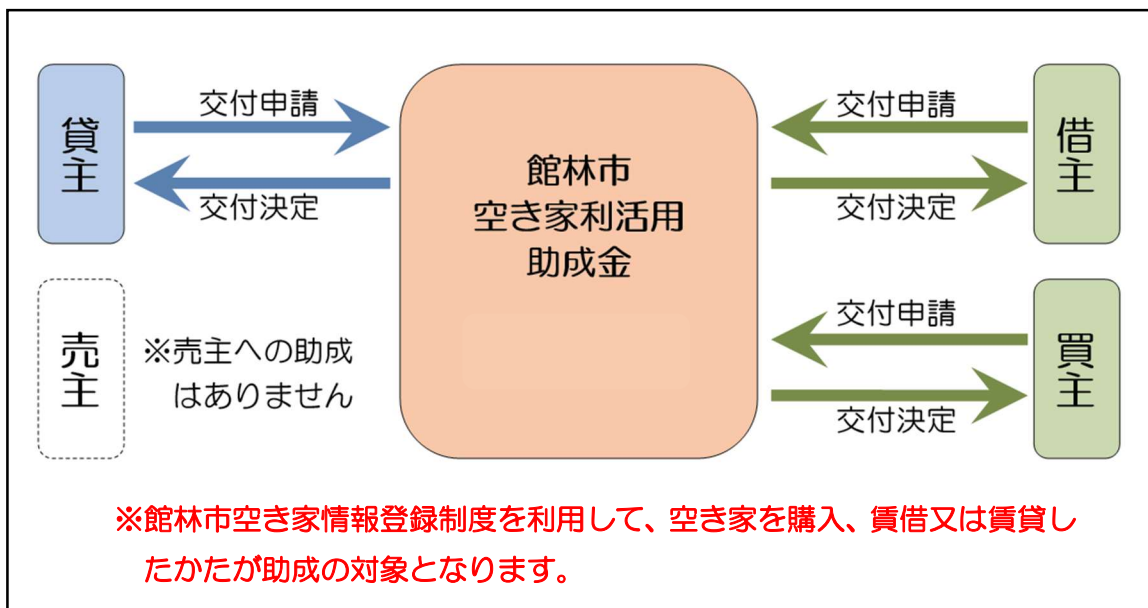 貸主
交付申請
交付決定
売主
※売主への助成
はありません
館林市
空き家利活用
助成金
交付申請
交付決定
借主
交付申請
交付決定
買主
※館林市空き家情報登録制度を利用して、空き家を購入、賃借又は賃貸し
たかたが助成の対象となります。